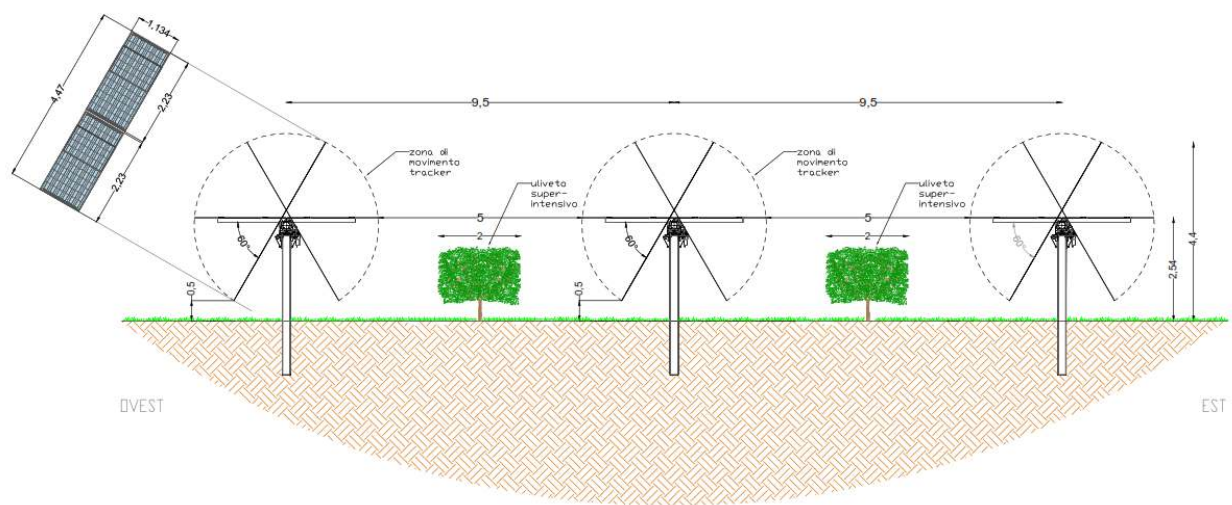 1,134
4,47
2,23
2,23
9,5
9,5
zona di
movimento
tracker
zona di
movimento
tracker
uliveto
super-
intensivo
uliveto
super-
intensivo
5
5
2
2
60°
60°
60°
0,5
0,5
2,54
4,4
OVEST
EST